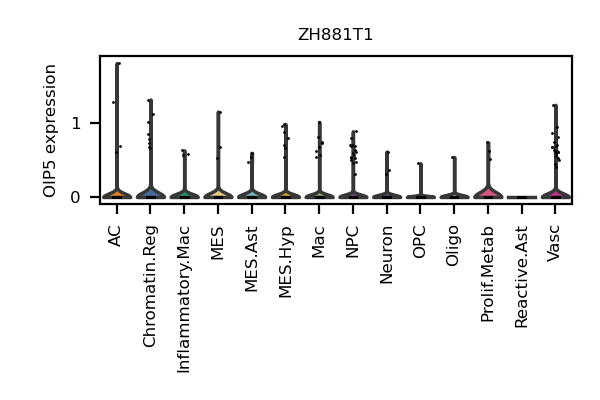 ZH881T1
OIP5 expression
1
0
AC
Chromatin.Reg
Inflammatory.Mac
MES
MES.Ast
MES.Hyp
Mac
NPC
Neuron
OPC
Oligo
Prolif.Metab
Reactive.Ast
Vasc